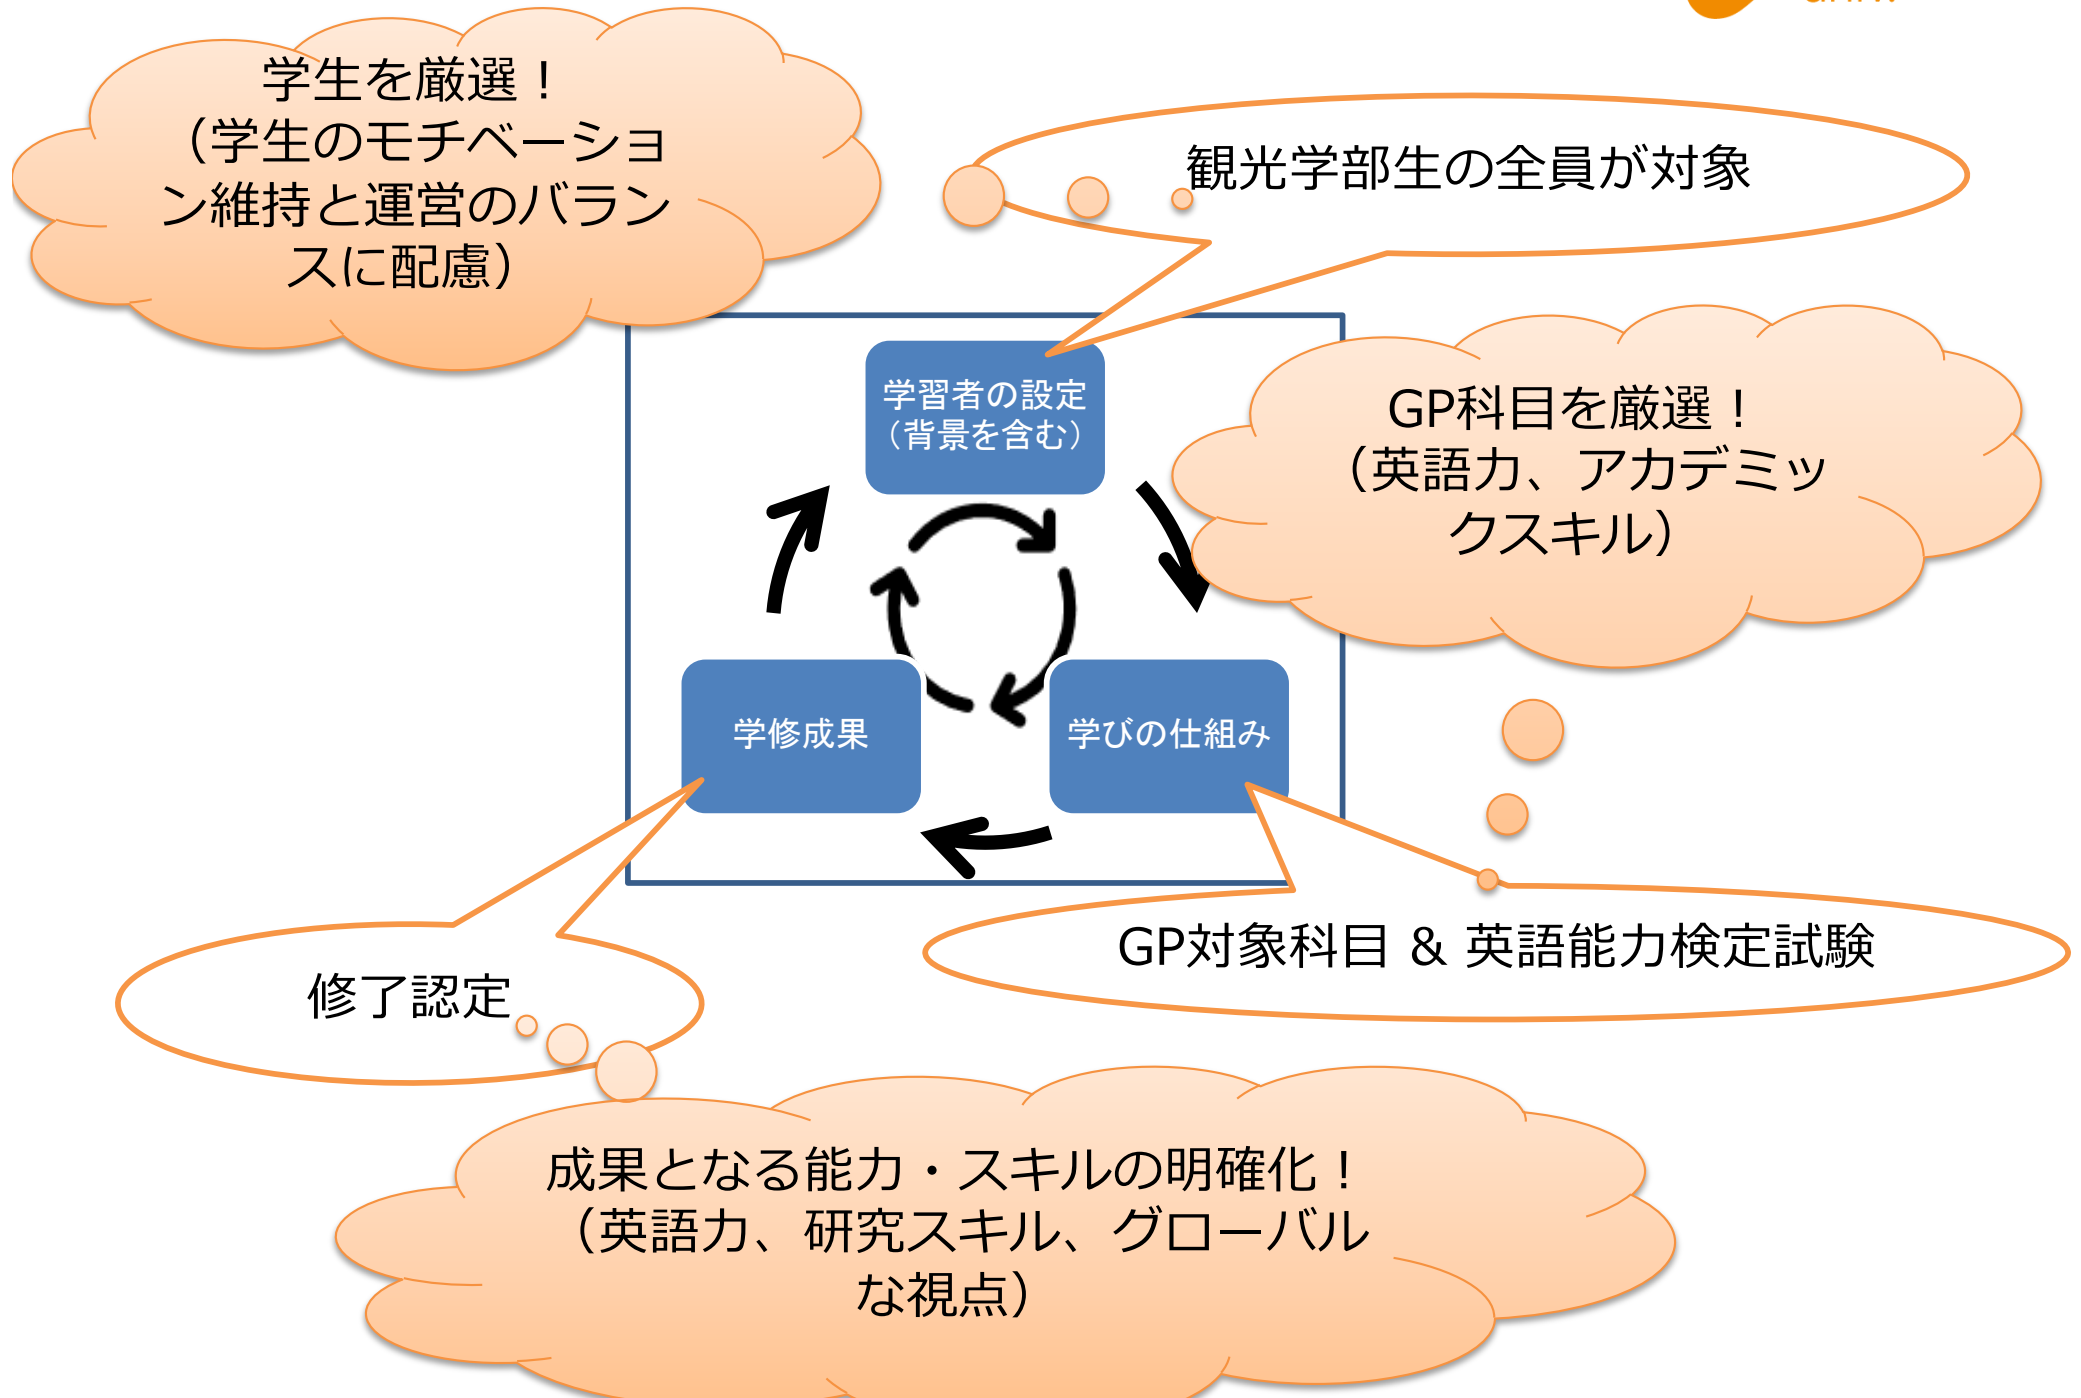 学生を厳選！
（学生のモチベーショ
ン維持と運営のバラン
スに配慮）
観光学部生の全員が対象
学習者の設定
（背景を含む）
GP科目を厳選！
（英語力、アカデミッ
クスキル）
学修成果
学びの仕組み
修了認定
GP対象科目 & 英語能力検定試験
成果となる能力・スキルの明確化！
（英語力、研究スキル、グローバル
な視点）